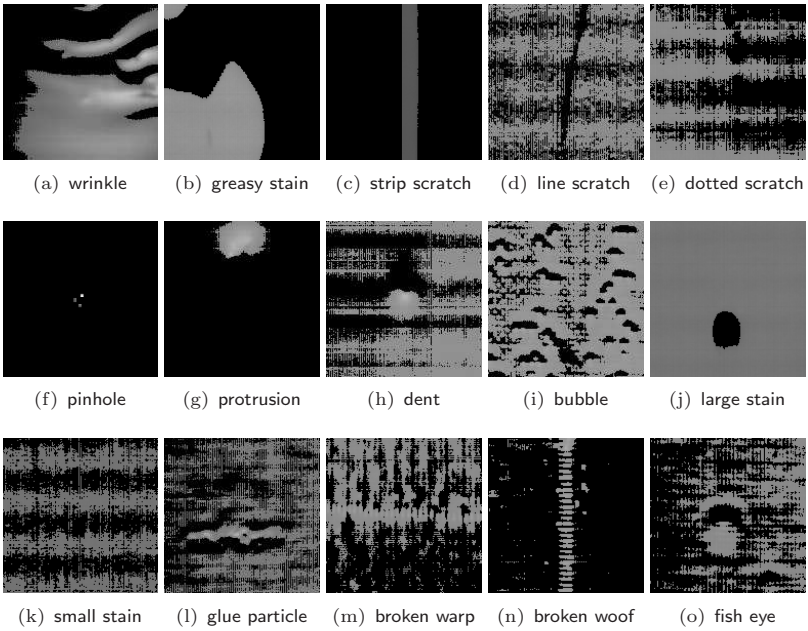 (a) wrinkle (b) greasy stain (c) strip scratch (d) line scratch (e) dotted scratch
(f) pinhole (g) protrusion (h) dent (i) bubble (j) large stain
(k) small stain (l) glue particle (m) broken warp (n) broken woof (o) fish eye